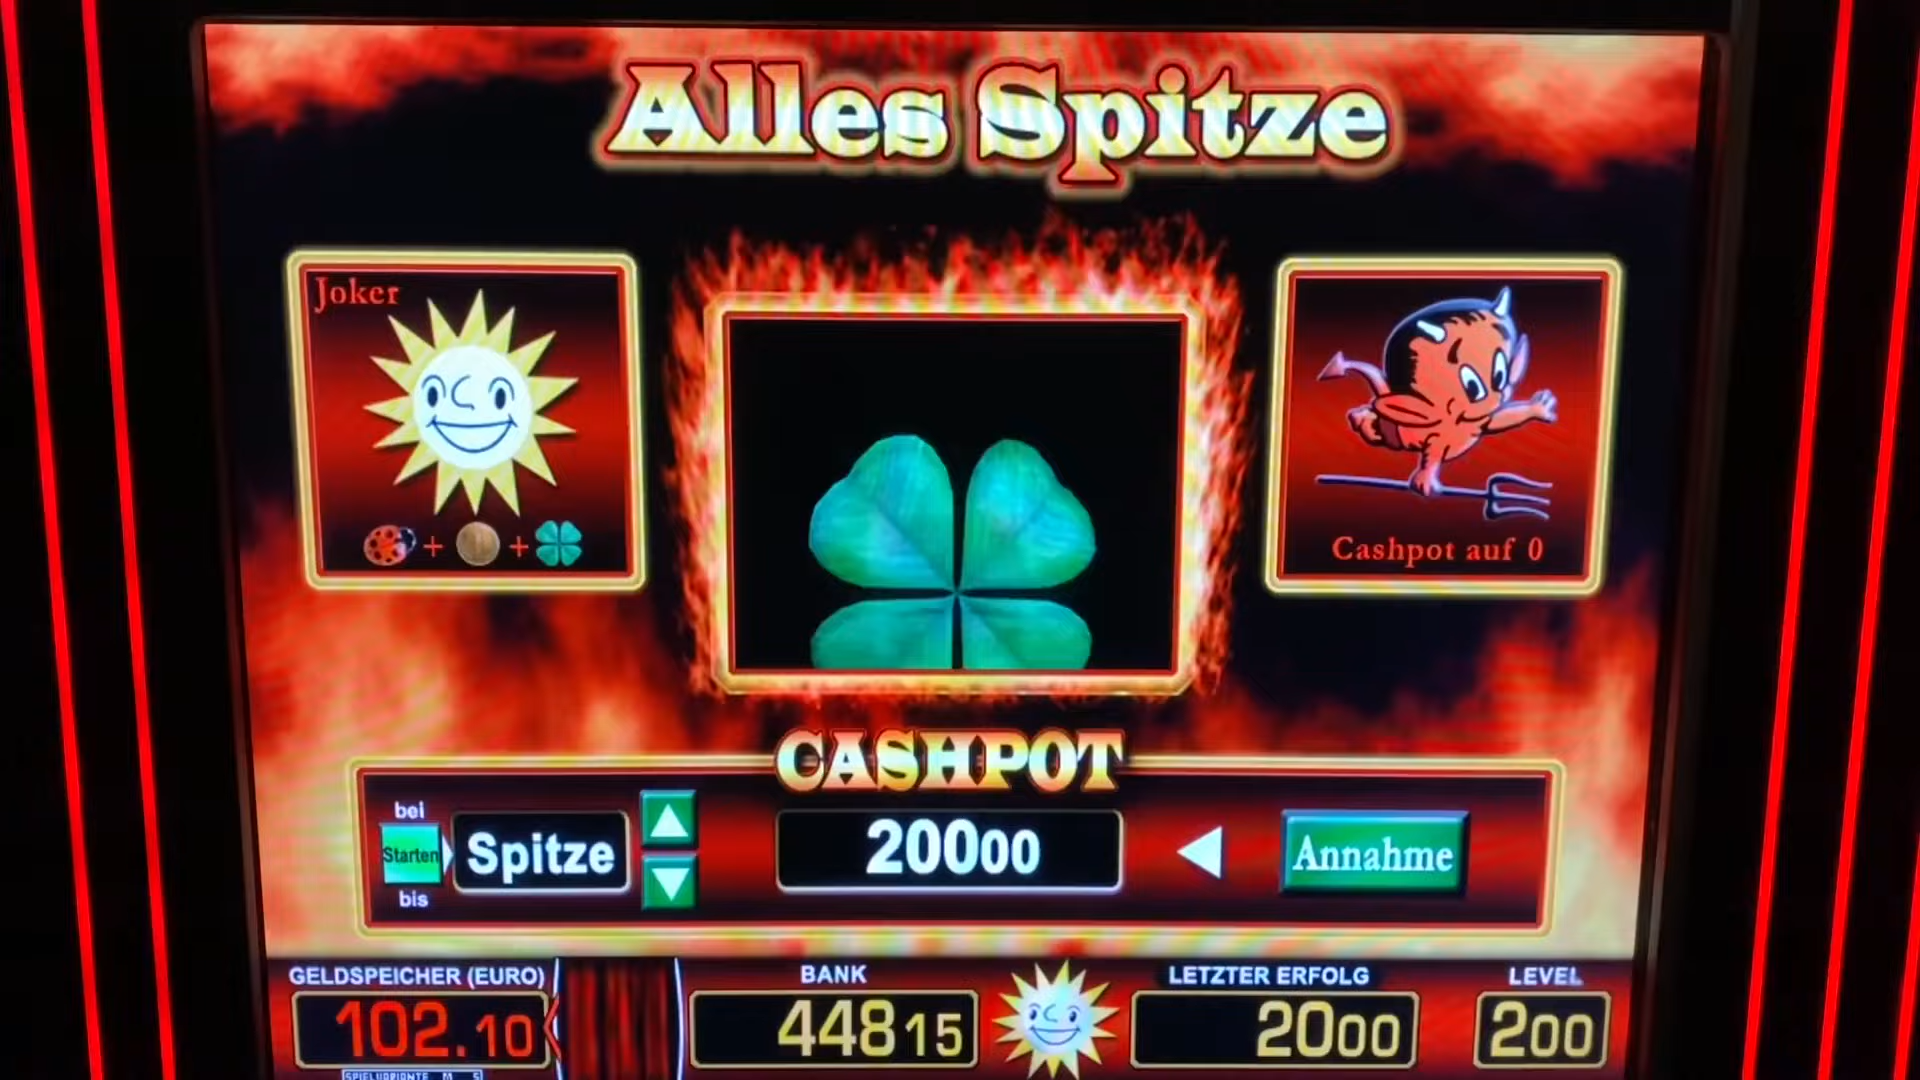 Alles Spitze
Joker
+ +
Cashpot auf 0
CASHPOT
bei
Starten
bis
Spitze
20000
Annahme
GELDSPEICHER (EURO)
102.10
BANK
44815
LETZTER ERFOLG
2000
LEVEL
200
SPIELVARIANTE M S